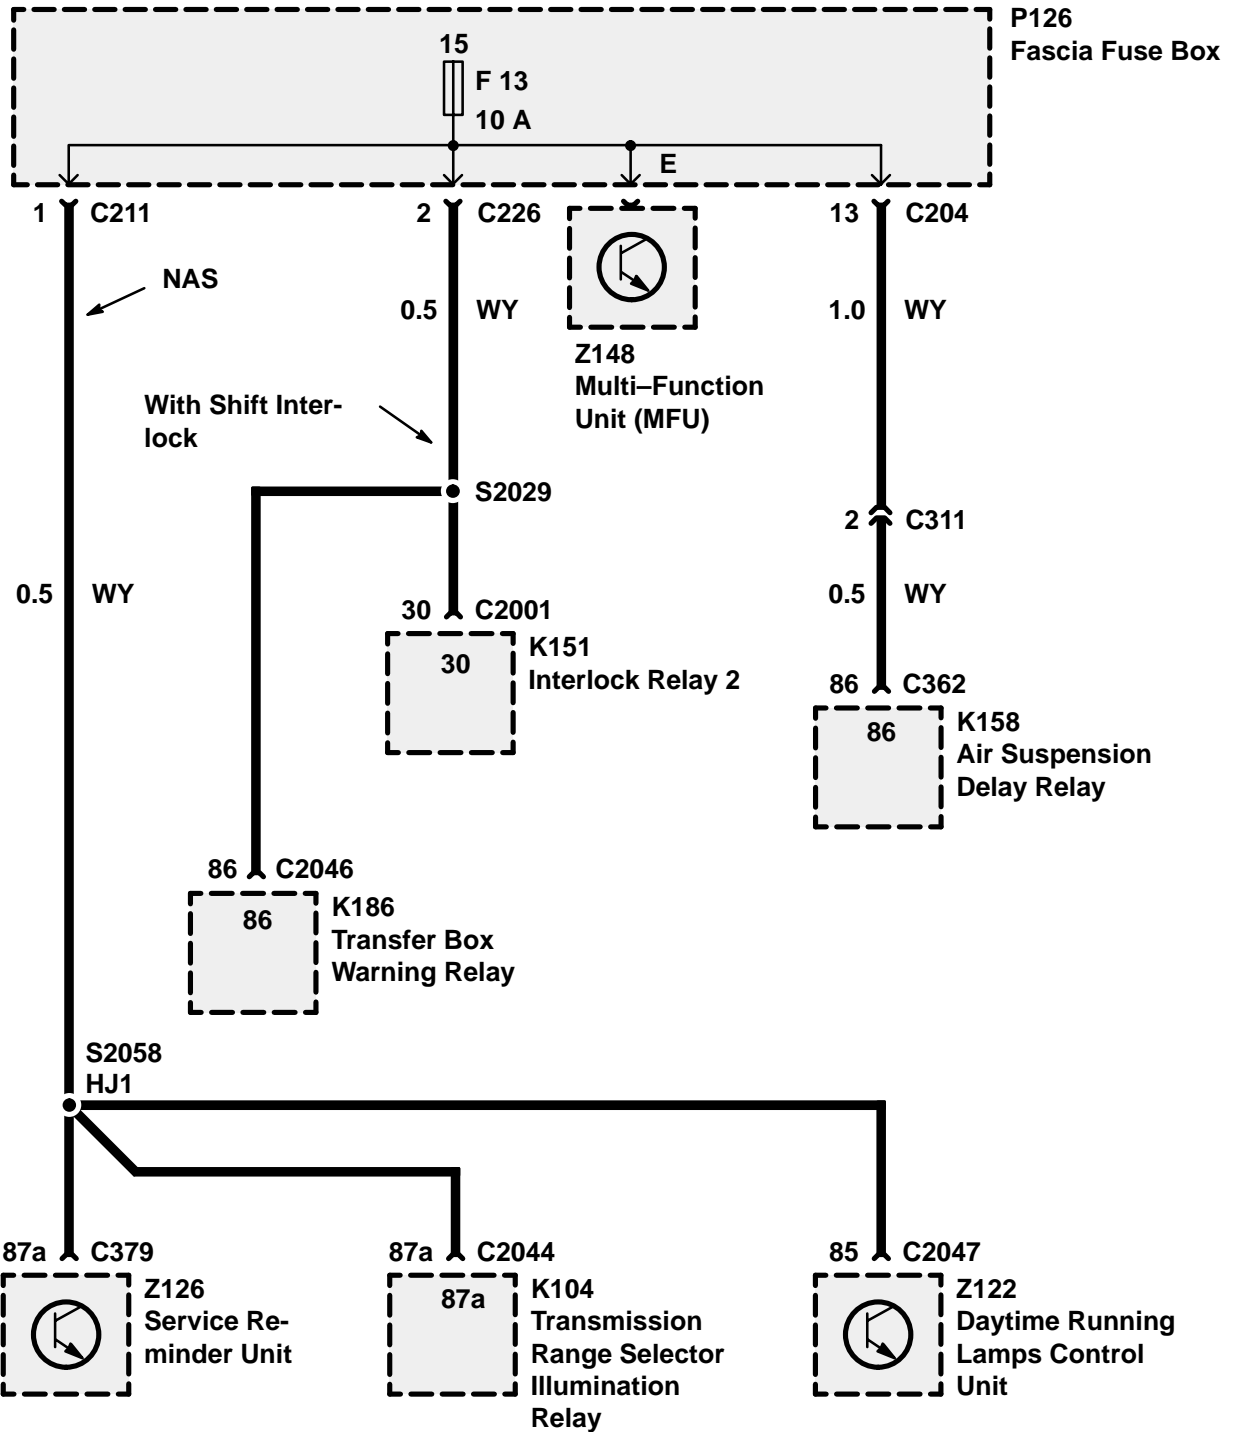 P126
Fascia Fuse Box
15
F 13
10 A
E
1 C211
2 C226
13 C204
NAS
0.5 WY
1.0 WY
Z148
Multi–Function
Unit (MFU)
With Shift Inter-
lock
S2029
2 C311
0.5 WY
0.5 WY
30 C2001
K151
Interlock Relay 2
30
86 C362
K158
Air Suspension
Delay Relay
86
86 C2046
K186
Transfer Box
Warning Relay
86
S2058
HJ1
87a C379
Z126
Service Re-
minder Unit
87a C2044
87a
K104
Transmission
Range Selector
Illumination
Relay
85 C2047
Z122
Daytime Running
Lamps Control
Unit